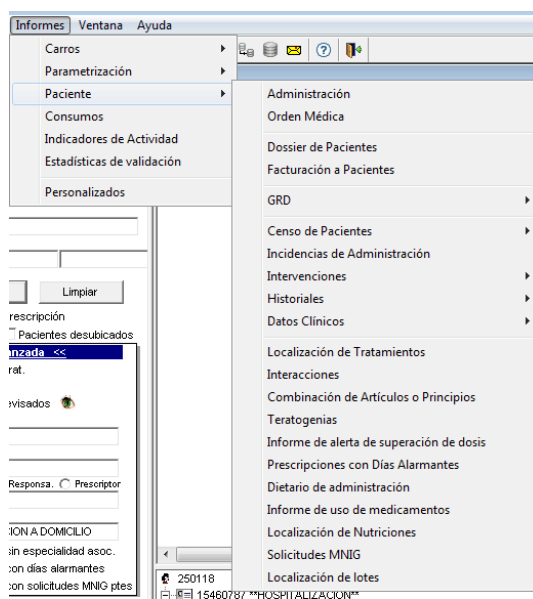 Informes Ventana Ayuda
Carros
Parametrización
Paciente
Consumos
Indicadores de Actividad
Estadísticas de validación
Personalizados
Administración
Orden Médica
Dossier de Pacientes
Facturación a Pacientes
GRD
Censo de Pacientes
Incidencias de Administración
Intervenciones
Historiales
Datos Clínicos
Localización de Tratamientos
Interacciones
Combinación de Artículos o Principios
Teratogenias
Informe de alerta de superación de dosis
Prescripciones con Días Alarmantes
Dietario de administración
Informe de uso de medicamentos
Localización de Nutriciones
Solicitudes MNIG
Localización de lotes
Limpiar
rescripción
Pacientes desubicados
nzada <<
rat.
evisados
Responsa. Prescriptor
ION A DOMICILIO
sin especialidad asoc.
con días alarmantes
con solicitudes MNIG ptes
250118
15460787 **HOSPITALIZACION**